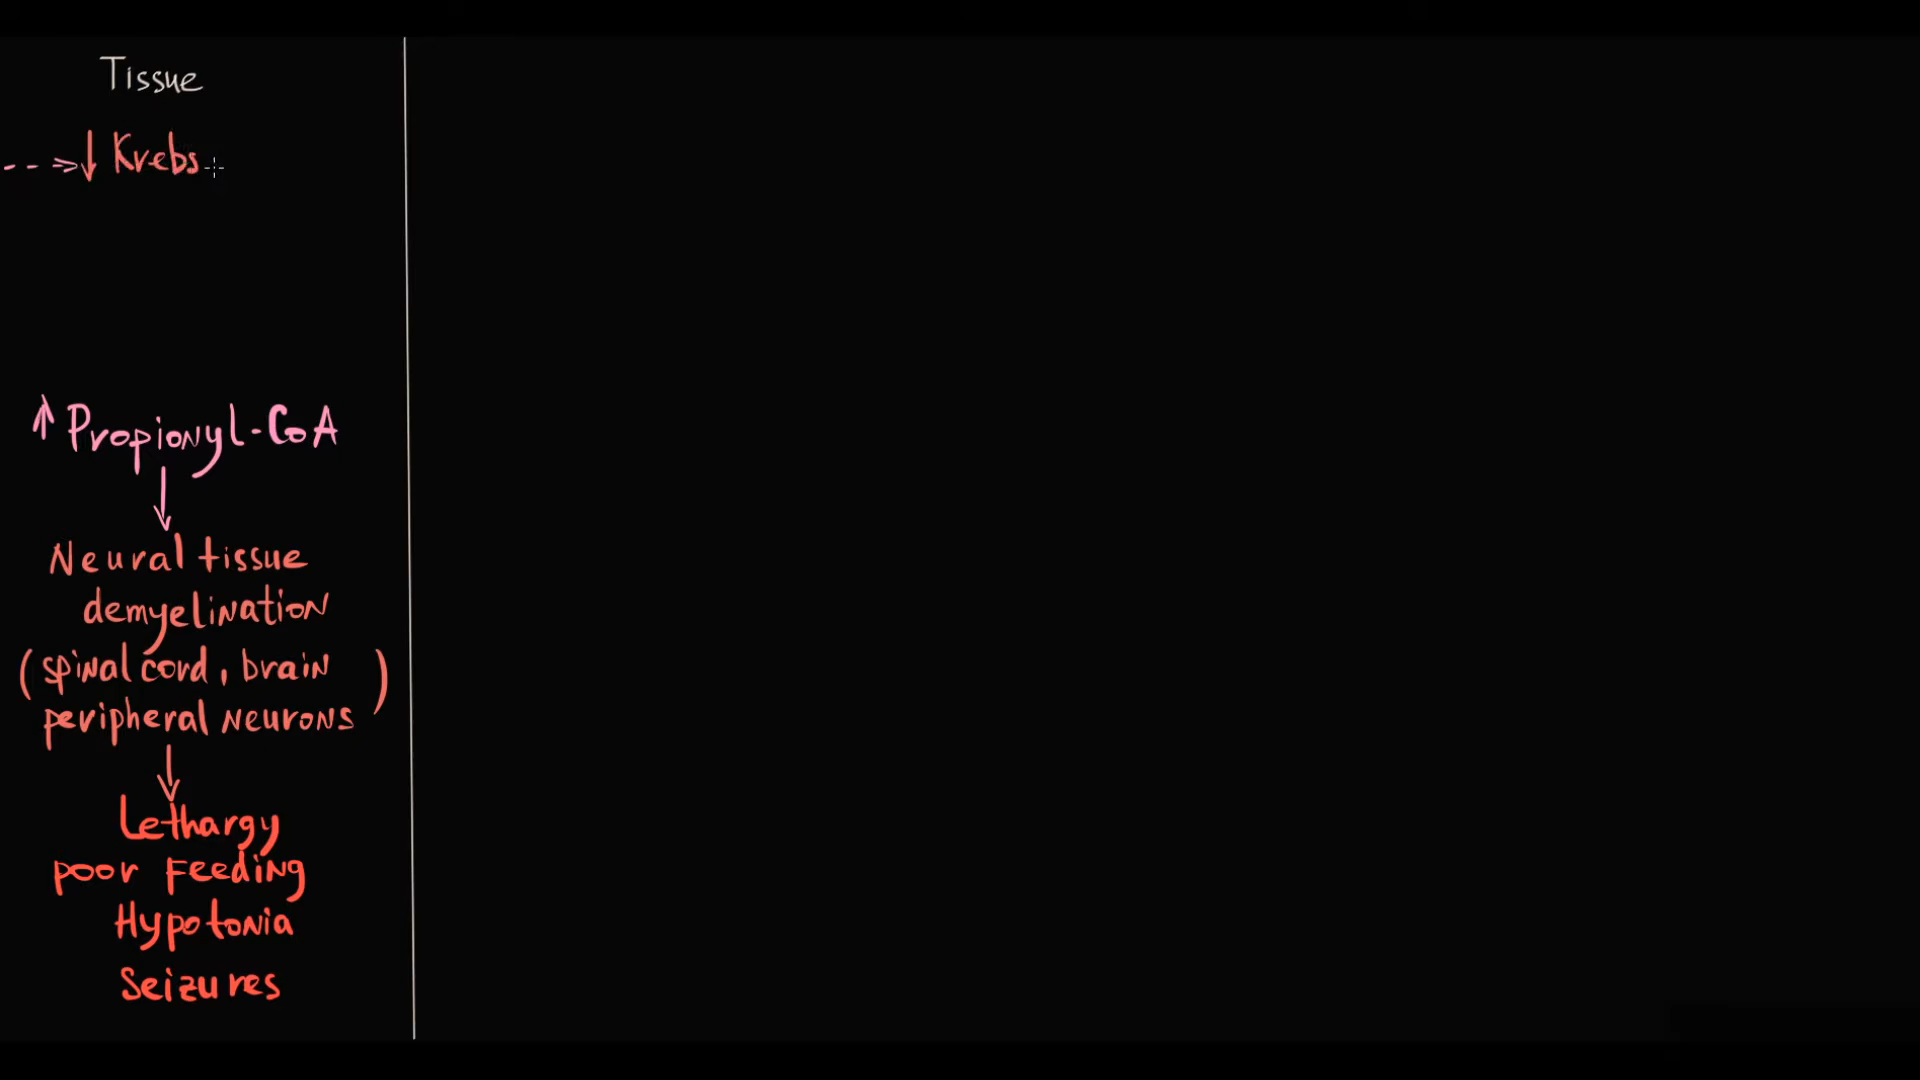 Tissue
--->↓ Krebs
↑ Propionyl-CoA
↓
Neural tissue
demyelination
(spinal cord, brain
peripheral neurons)
↓
Lethargy
poor Feeding
Hypotonia
Seizures